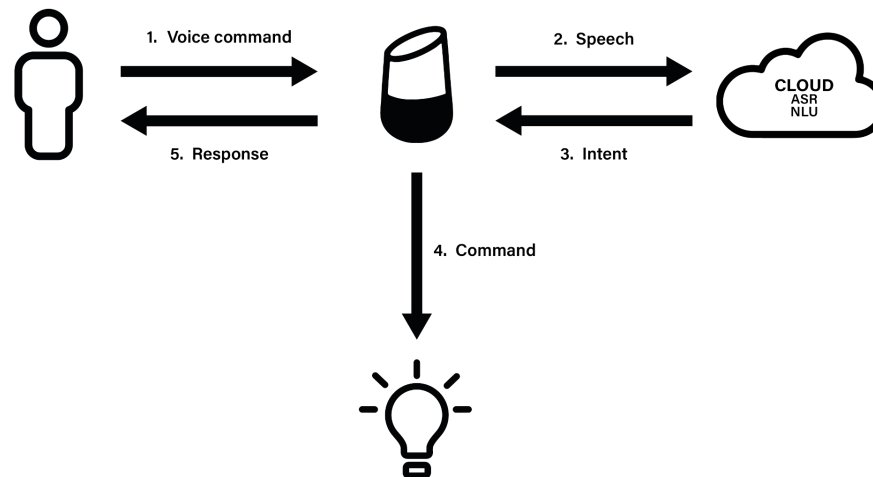 1. Voice command
2. Speech
CLOUD
ASR
NLU
5. Response
3. Intent
4. Command